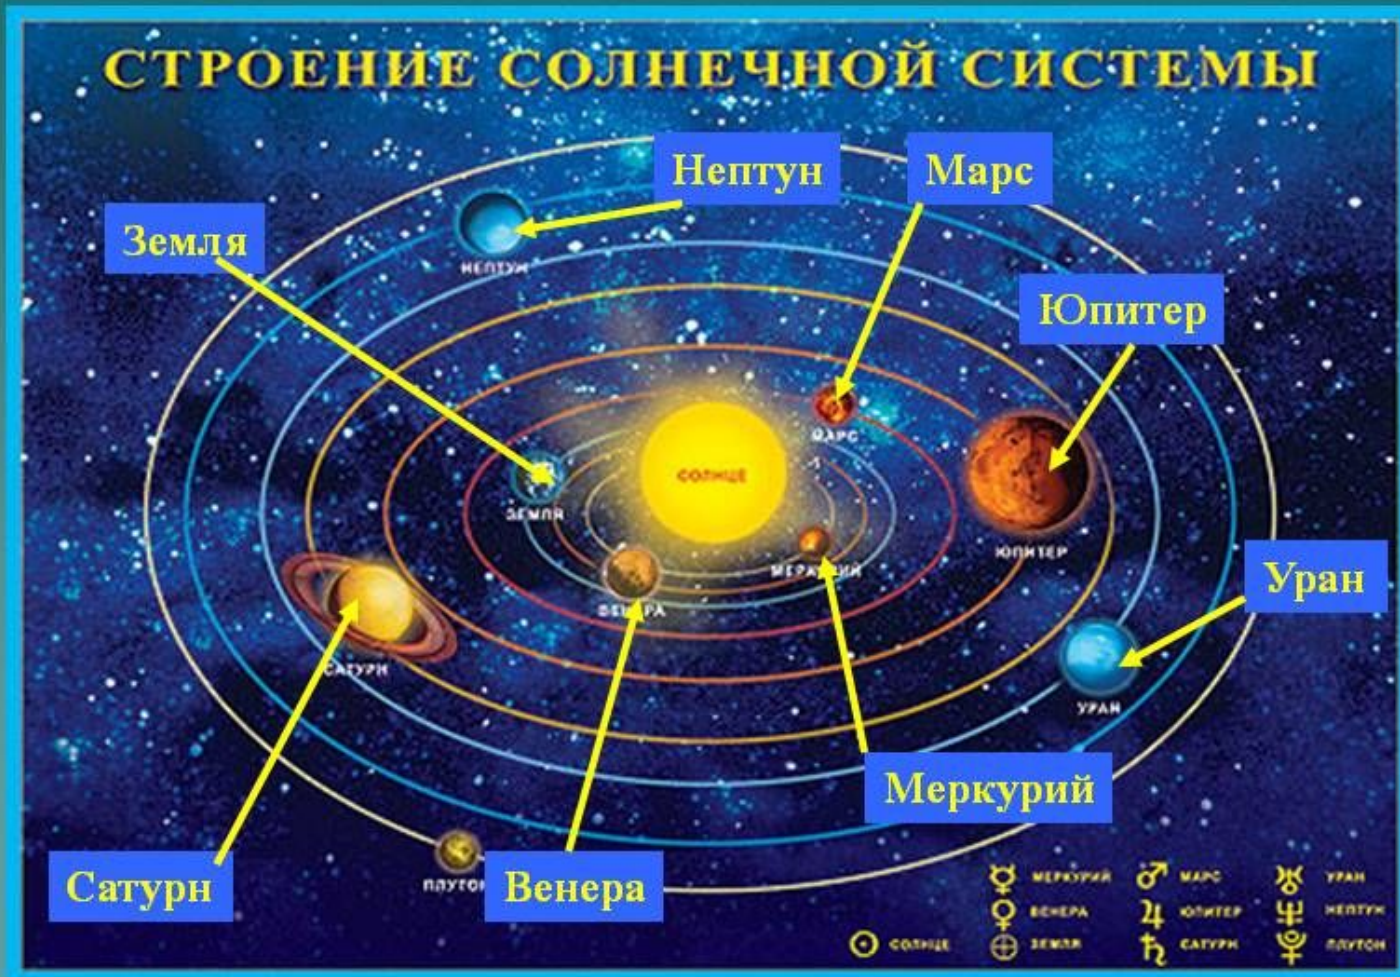 СТРОЕНИЕ СОЛНЕЧНОЙ СИСТЕМЫ
Нептун
Марс
Земля
НЕПТУН
Юпитер
МАРС
СОЛНЦЕ
ЗЕМЛЯ
ЮПИТЕР
МЕРКУРИЙ
Уран
ВЕНЕРА
САТУРН
УРАН
Меркурий
Сатурн
ПЛУТОН
Венера
☿ МЕРКУРИЙ ♂ МАРС ♅ УРАН
♀ ВЕНЕРА ♃ ЮПИТЕР ♆ НЕПТУН
☉ СОЛНЦЕ ⊕ ЗЕМЛЯ ♄ САТУРН ПЛУТОН